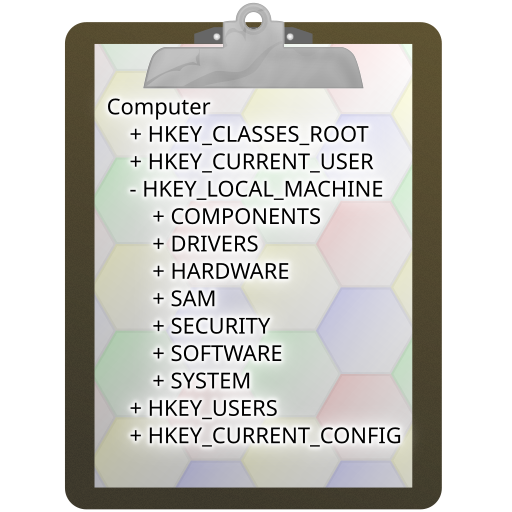 Computer
+ HKEY_CLASSES_ROOT
+ HKEY_CURRENT_USER
- HKEY_LOCAL_MACHINE
+ COMPONENTS
+ DRIVERS
+ HARDWARE
+ SAM
+ SECURITY
+ SOFTWARE
+ SYSTEM
+ HKEY_USERS
+ HKEY_CURRENT_CONFIG